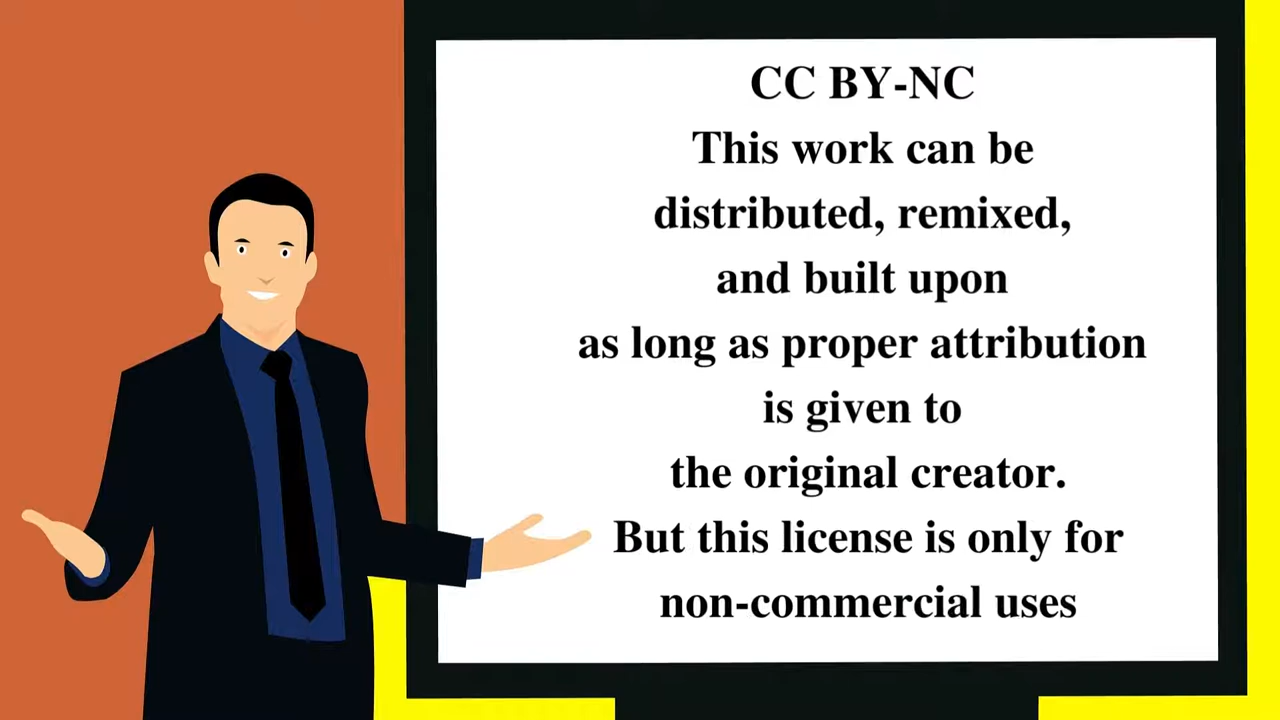 CC BY-NC
This work can be
distributed, remixed,
and built upon
as long as proper attribution
is given to
the original creator.
But this license is only for
non-commercial uses